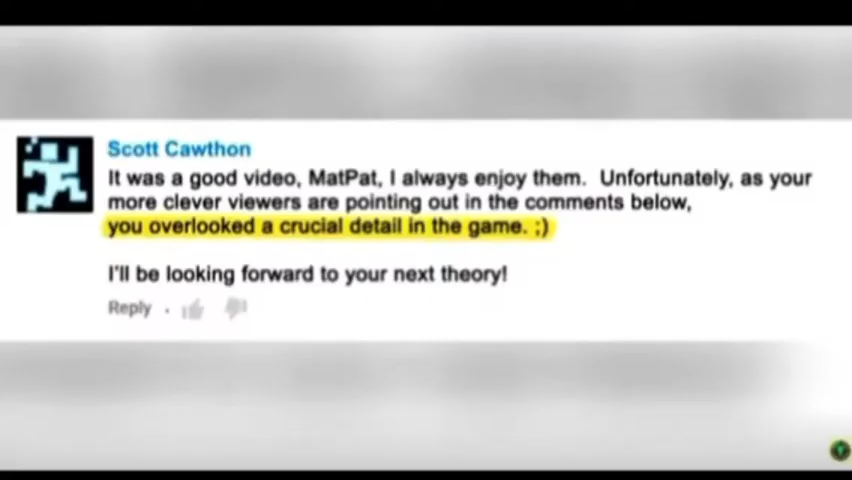 Scott Cawthon
It was a good video, MatPat, I always enjoy them. Unfortunately, as your
more clever viewers are pointing out in the comments below,
you overlooked a crucial detail in the game. ;)
I'll be looking forward to your next theory!
Reply .